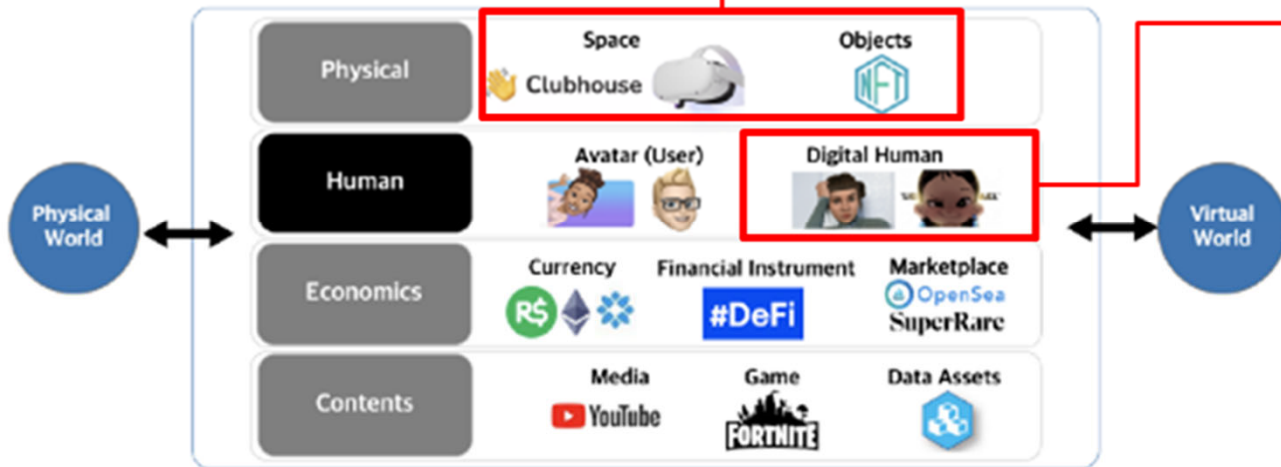 Physical
Space
Objects
Clubhouse
NFT
Human
Avatar (User)
Digital Human
Physical
World
Virtual
World
Economics
Currency
Financial Instrument
Marketplace
R$
#DeFi
OpenSea
SuperRare
Contents
Media
Game
Data Assets
YouTube
FORTNITE